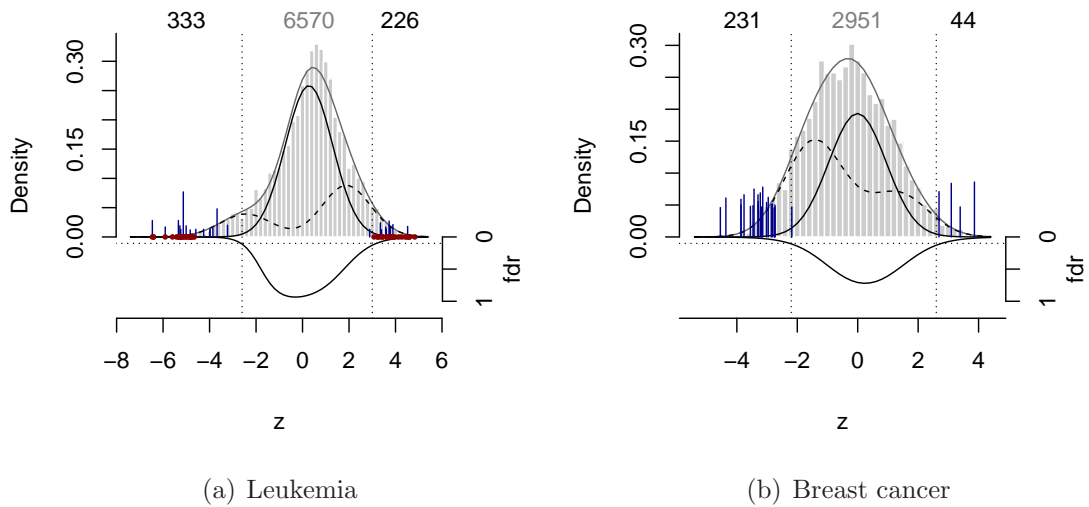 333 6570 226
0.30
0.15
0.00
Density
0
1
fdr
−8 −6 −4 −2 0 2 4 6
z
(a) Leukemia
231 2951 44
0.30
0.15
0.00
Density
0
1
fdr
−4 −2 0 2 4
z
(b) Breast cancer